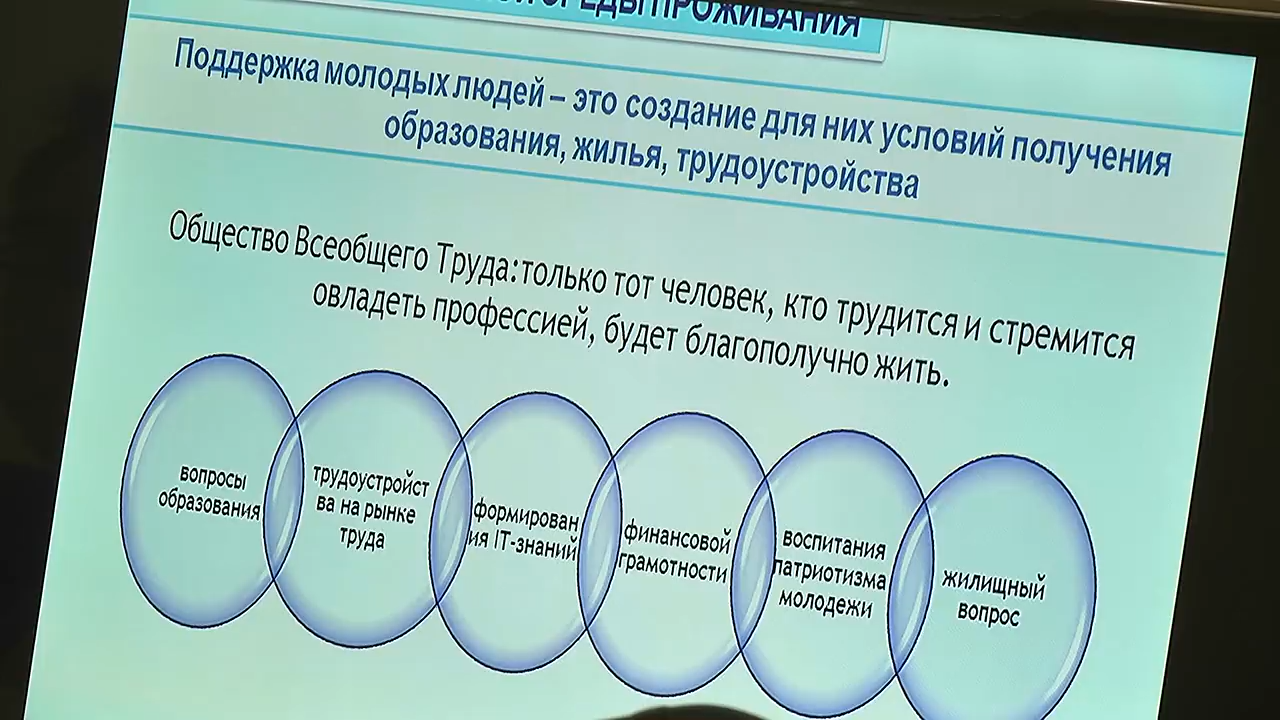 ПРОЖИВАНИЯ
Поддержка молодых людей – это создание для них условий получения
образования, жилья, трудоустройства
Общество Всеобщего Труда:только тот человек, кто трудится и стремится
овладеть профессией, будет благополучно жить.
вопросы
образования
трудоустройст
ва на рынке
труда
формирован
ия IT-знаний
финансовой
грамотности
воспитания
патриотизма
молодежи
жилищный
вопрос